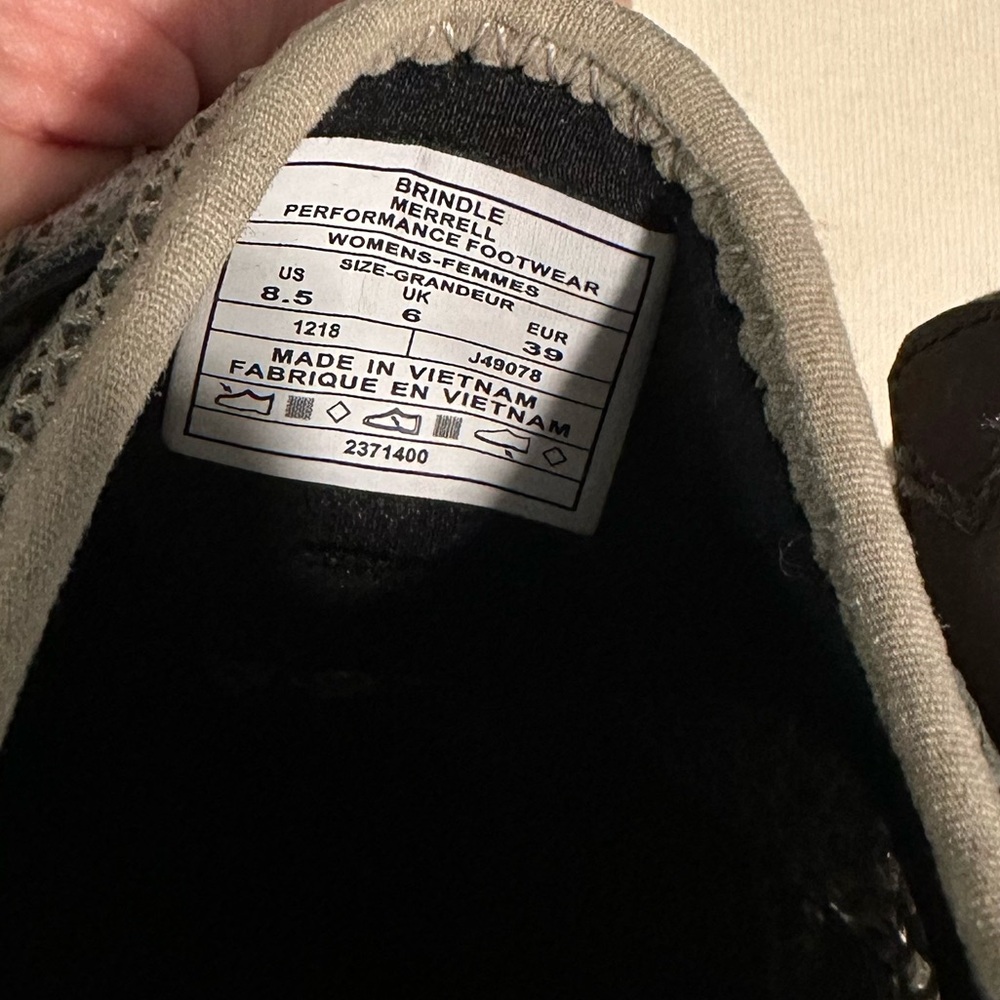 BRINDLE
MERRELL
PERFORMANCE FOOTWEAR
WOMENS-FEMMES
SIZE-GRANDEUR
US UK EUR
8.5 6 39
1218 J49078
MADE IN VIETNAM
FABRIQUE EN VIETNAM
2371400